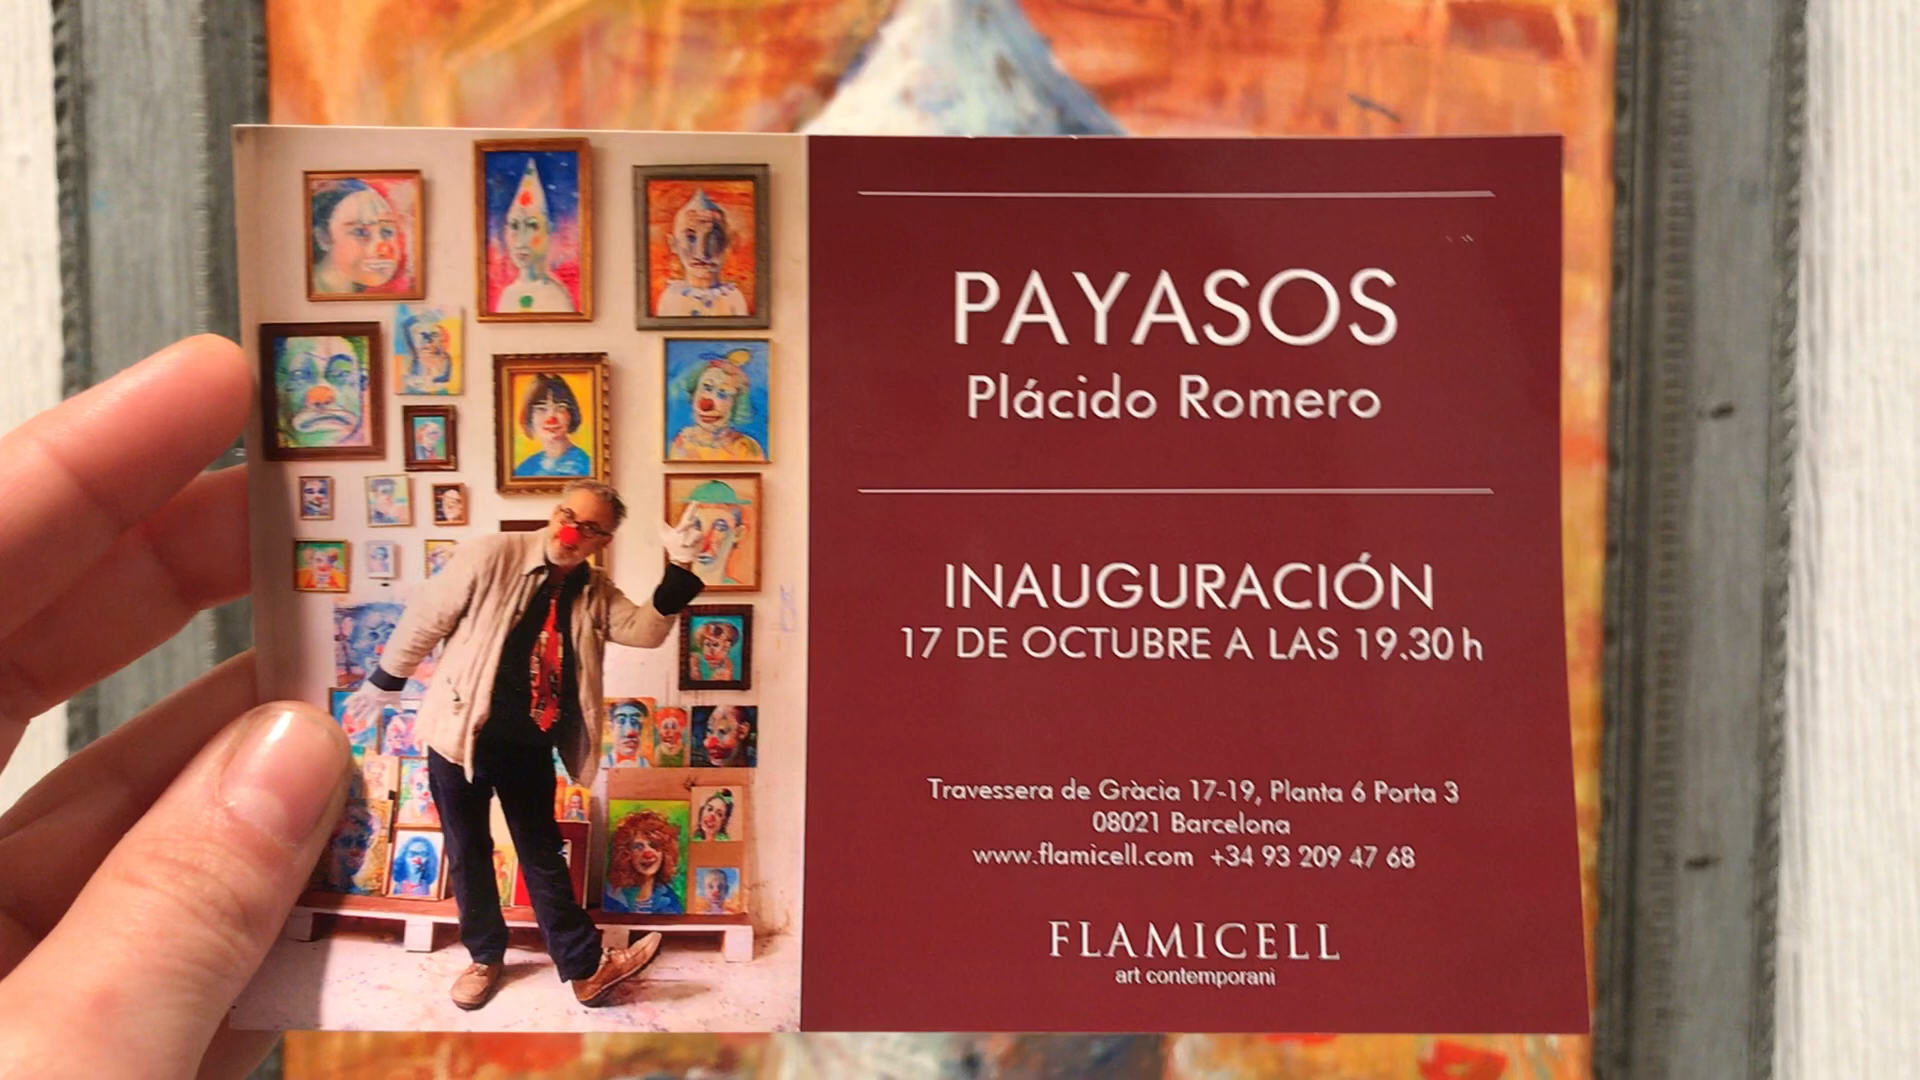 PAYASOS
Plácido Romero
INAUGURACIÓN
17 DE OCTUBRE A LAS 19.30 h
Travessera de Gràcia 17-19, Planta 6 Porta 3
08021 Barcelona
www.flamicell.com +34 93 209 47 68
FLAMICELL
art contemporani